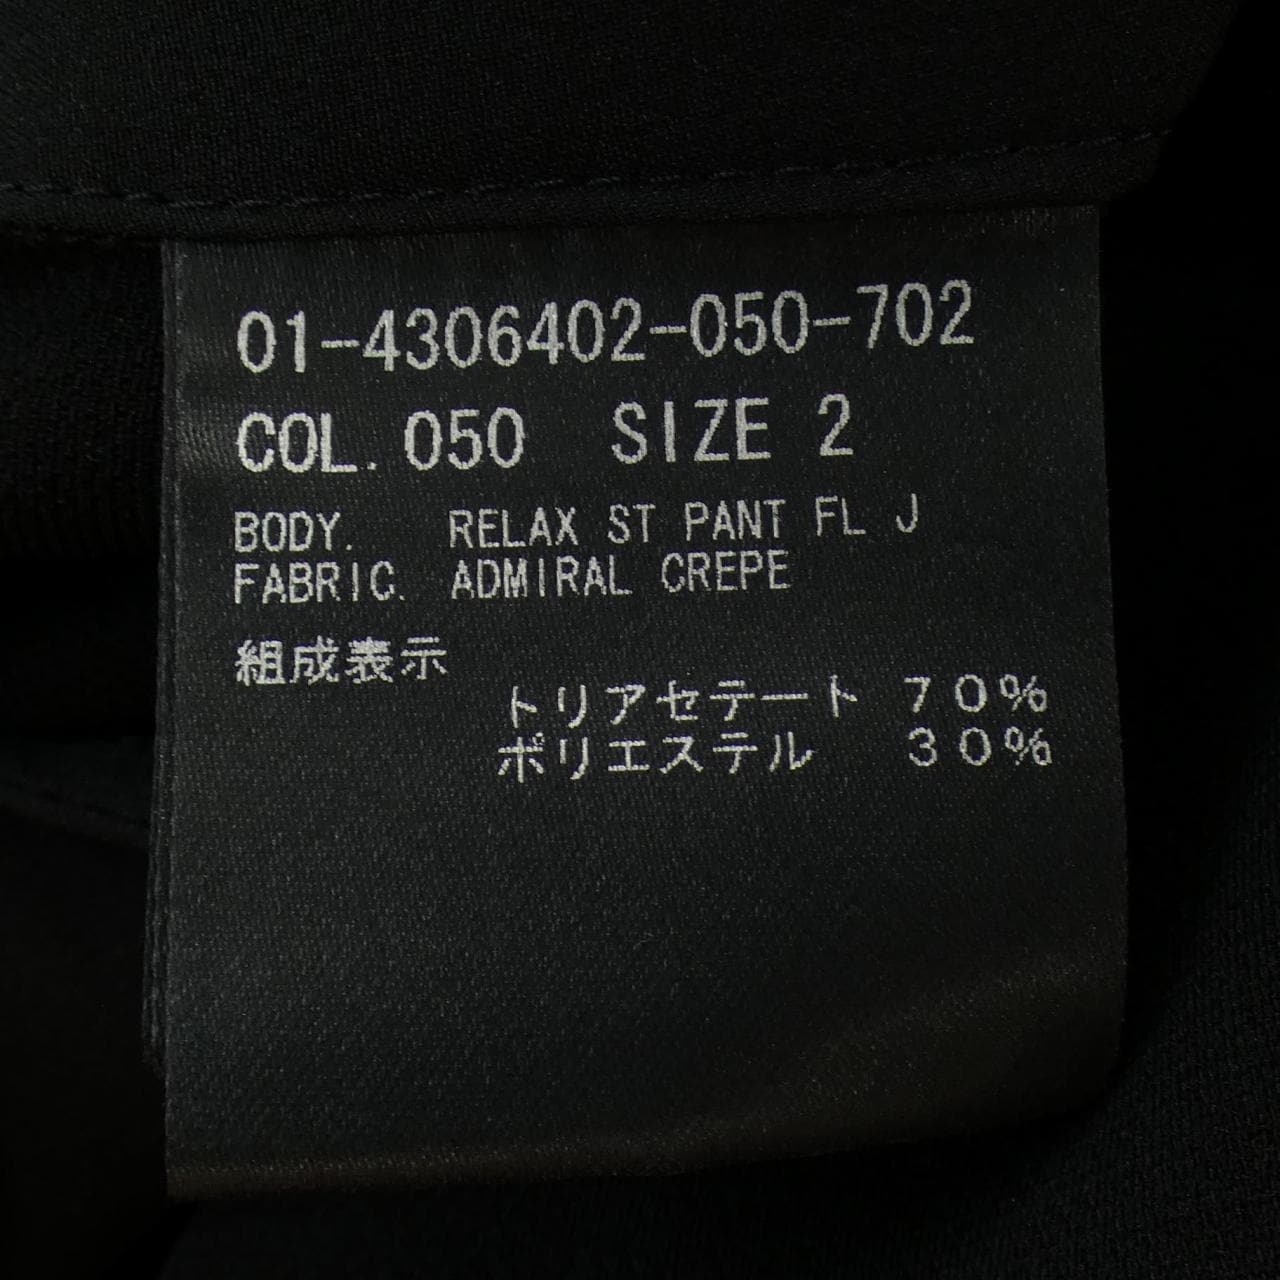 01-4306402-050-702
COL. 050 SIZE 2
BODY. RELAX ST PANT FL J
FABRIC. ADMIRAL CREPE
組成表示
トリアセテート 70%
ポリエステル 30%